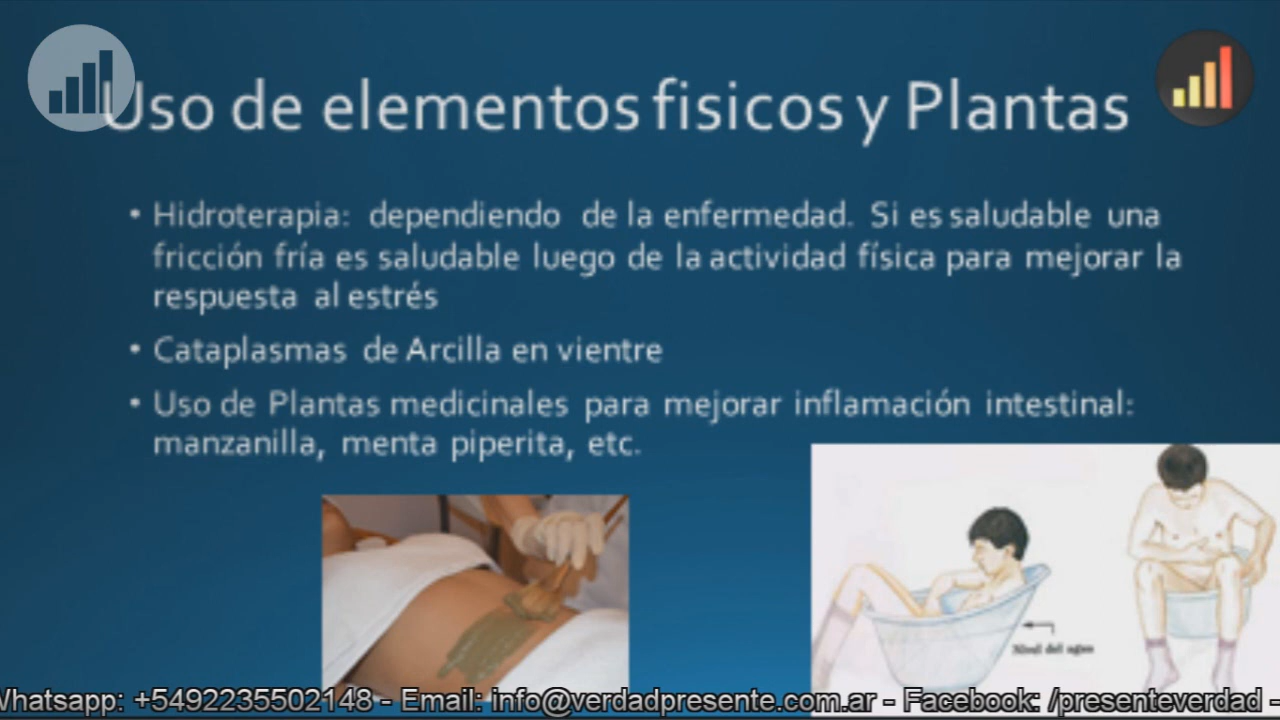 Uso de elementos fisicos y Plantas
• Hidroterapia: dependiendo de la enfermedad. Si es saludable una
fricción fría es saludable luego de la actividad física para mejorar la
respuesta al estrés
• Cataplasmas de Arcilla en vientre
• Uso de Plantas medicinales para mejorar inflamación intestinal:
manzanilla, menta piperita, etc.
Nivel del agua
Whatsapp: +5492235502148 - Email: info@verdadpresente.com.ar - Facebook: /presenteverdad -